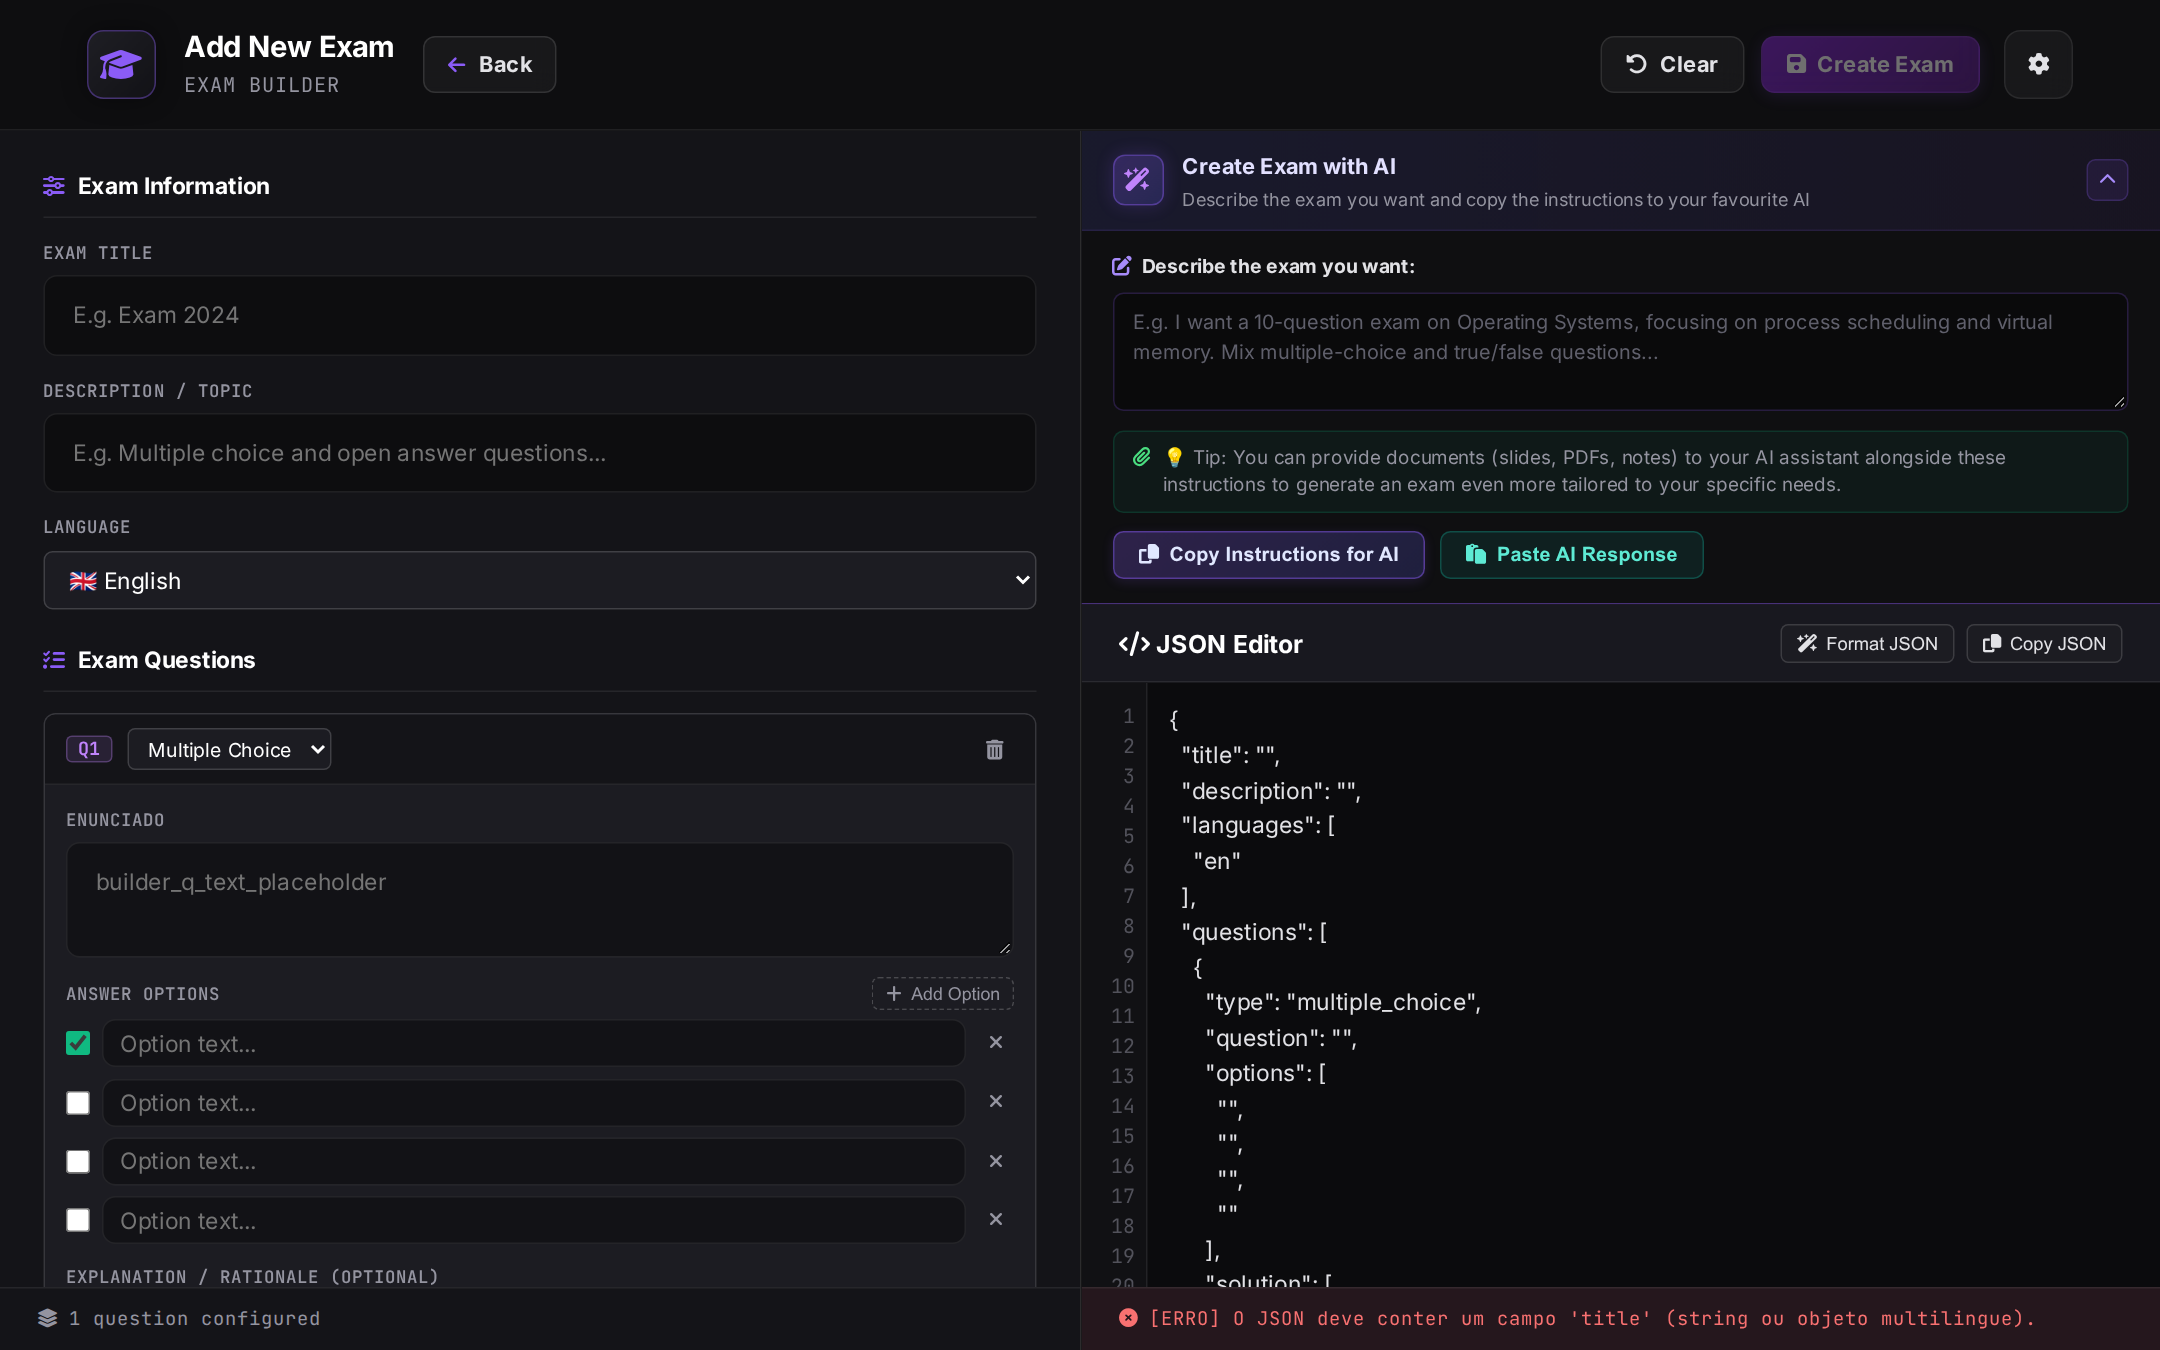 Add New Exam
EXAM BUILDER
Back
Clear
Create Exam
Exam Information
EXAM TITLE
E.g. Exam 2024
DESCRIPTION / TOPIC
E.g. Multiple choice and open answer questions...
LANGUAGE
English
Exam Questions
Q1
Multiple Choice
ENUNCIADO
builder_q_text_placeholder
ANSWER OPTIONS
Add Option
Option text...
Option text...
Option text...
Option text...
EXPLANATION / RATIONALE (OPTIONAL)
1 question configured
Create Exam with AI
Describe the exam you want and copy the instructions to your favourite AI
Describe the exam you want:
E.g. I want a 10-question exam on Operating Systems, focusing on process scheduling and virtual
memory. Mix multiple-choice and true/false questions...
💡 Tip: You can provide documents (slides, PDFs, notes) to your AI assistant alongside these
instructions to generate an exam even more tailored to your specific needs.
Copy Instructions for AI
Paste AI Response
</> JSON Editor
Format JSON
Copy JSON
1
2
3
4
5
6
7
8
9
10
11
12
13
14
15
16
17
18
19
20
{
"title": "",
"description": "",
"languages": [
"en"
],
"questions": [
{
"type": "multiple_choice",
"question": "",
"options": [
"",
"",
"",
""
],
"solution": [
[ERRO] O JSON deve conter um campo 'title' (string ou objeto multilingue).